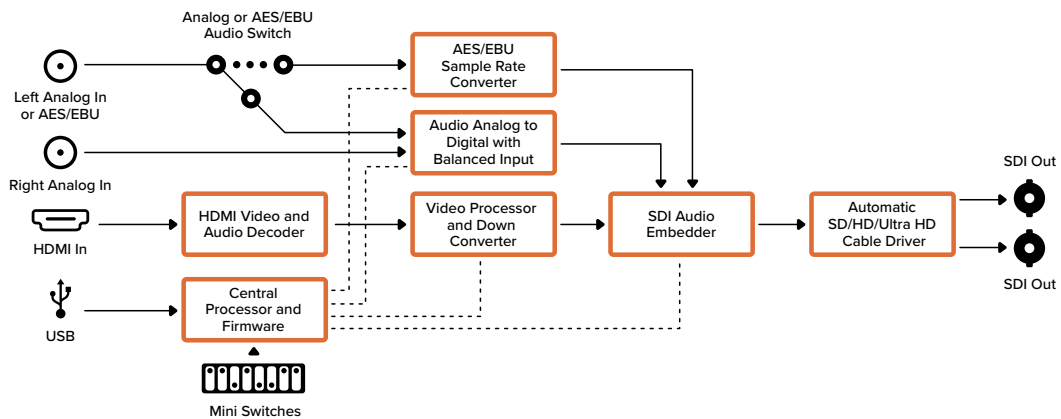 Analog or AES/EBU
Audio Switch
Left Analog In
or AES/EBU
AES/EBU
Sample Rate
Converter
Right Analog In
Audio Analog to
Digital with
Balanced Input
HDMI In
HDMI Video and
Audio Decoder
Video Processor
and Down
Converter
SDI Audio
Embedder
Automatic
SD/HD/Ultra HD
Cable Driver
SDI Out
SDI Out
USB
Central
Processor and
Firmware
Mini Switches